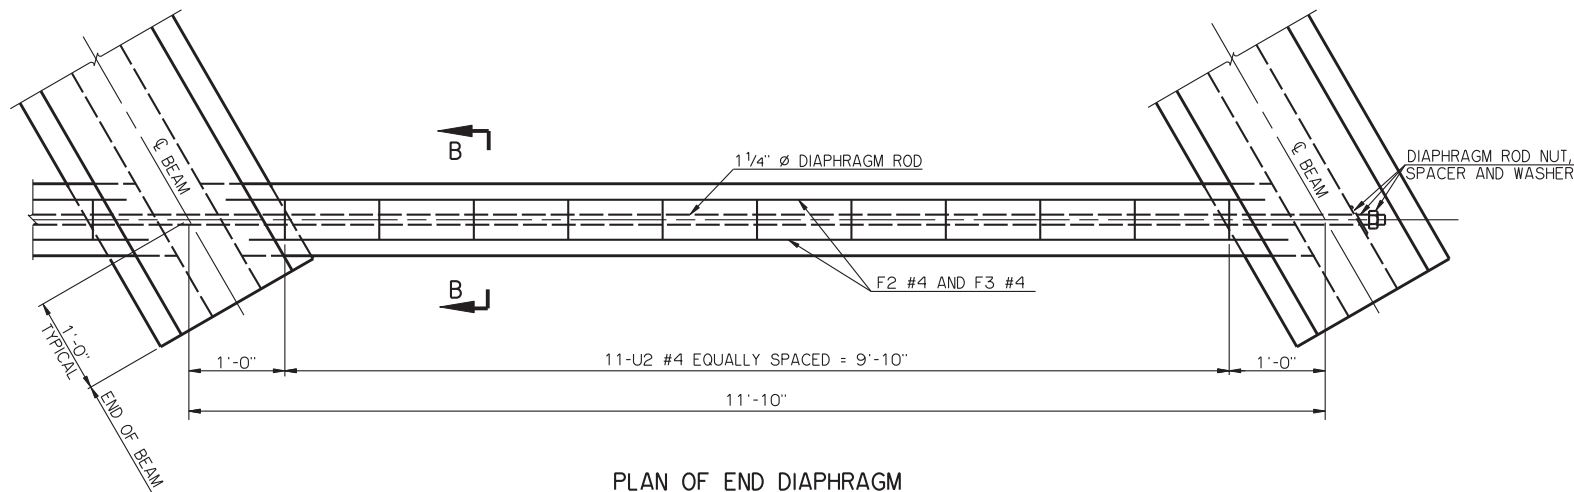 ℄ BEAM
B
1 1/4" Ø DIAPHRAGM ROD
℄ BEAM
DIAPHRAGM ROD NUT,
SPACER AND WASHER
B
F2 #4 AND F3 #4
1'-0"
TYPICAL
END OF BEAM
1'-0"
11-U2 #4 EQUALLY SPACED = 9'-10"
1'-0"
11'-10"
PLAN OF END DIAPHRAGM